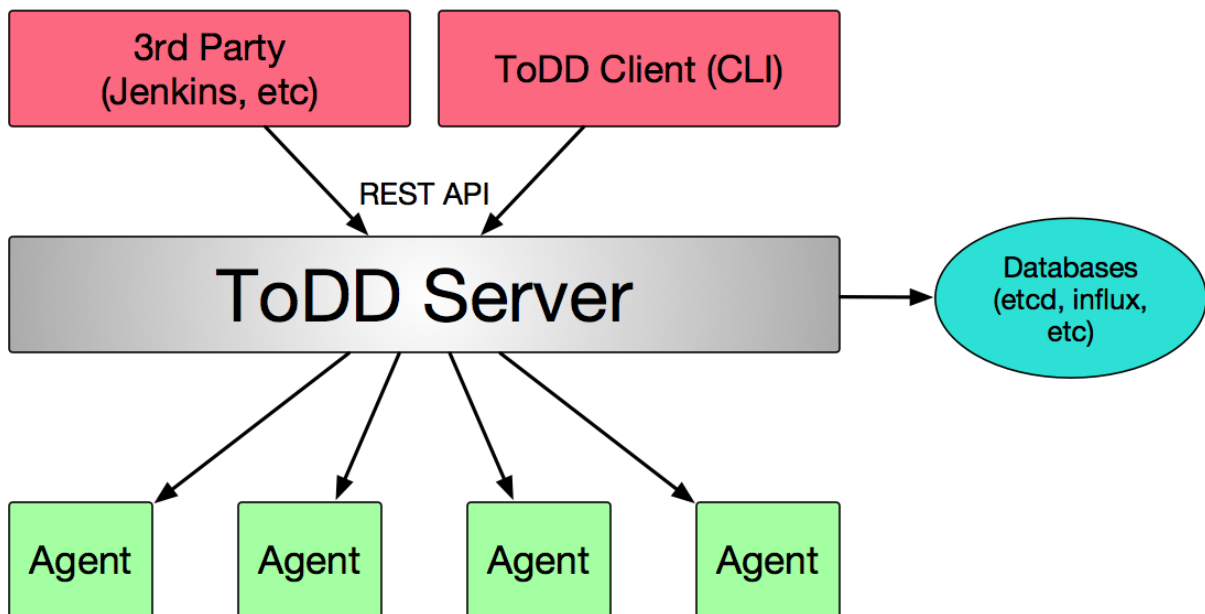 3rd Party
(Jenkins, etc)
ToDD Client (CLI)
REST API
ToDD Server
Databases
(etcd, influx,
etc)
Agent
Agent
Agent
Agent